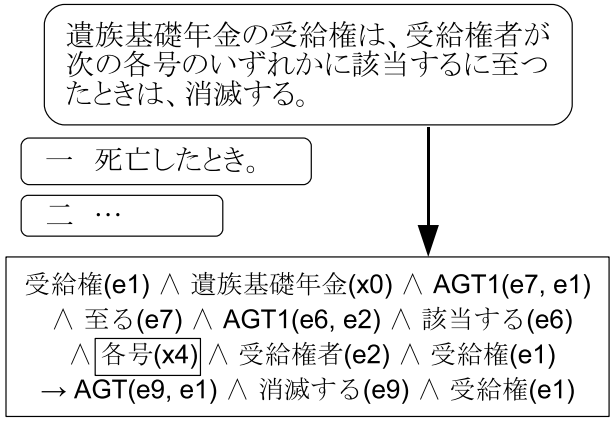 遺族基礎年金の受給権は、受給権者が
次の各号のいずれかに該当するに至つ
たときは、消滅する。
一 死亡したとき。
二 …
受給権(e1) ∧ 遺族基礎年金(x0) ∧ AGT1(e7, e1)
∧ 至る(e7) ∧ AGT1(e6, e2) ∧ 該当する(e6)
∧ 各号(x4) ∧ 受給権者(e2) ∧ 受給権(e1)
→ AGT(e9, e1) ∧ 消滅する(e9) ∧ 受給権(e1)